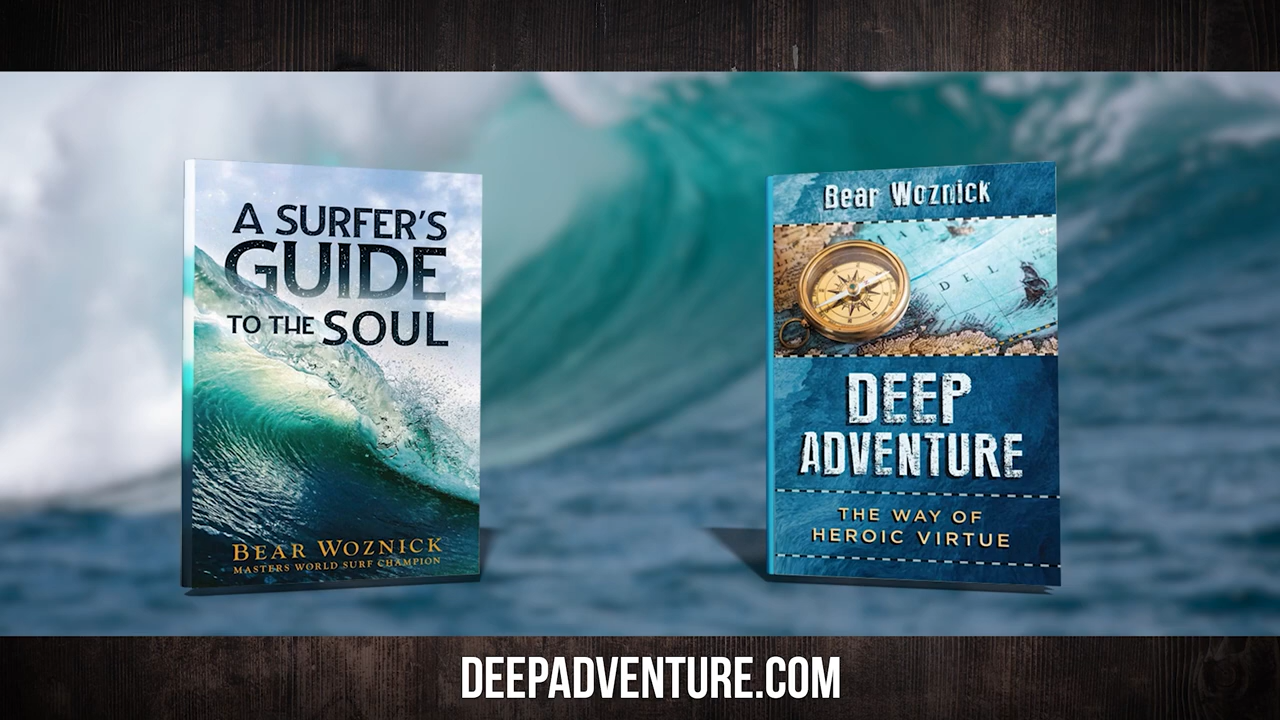 A SURFER'S
GUIDE
TO THE SOUL
BEAR WOZNICK
MASTERS WORLD SURF CHAMPION
Bear Woznick
DEL
DEEP
ADVENTURE
THE WAY OF
HEROIC VIRTUE
DEEPADVENTURE.COM